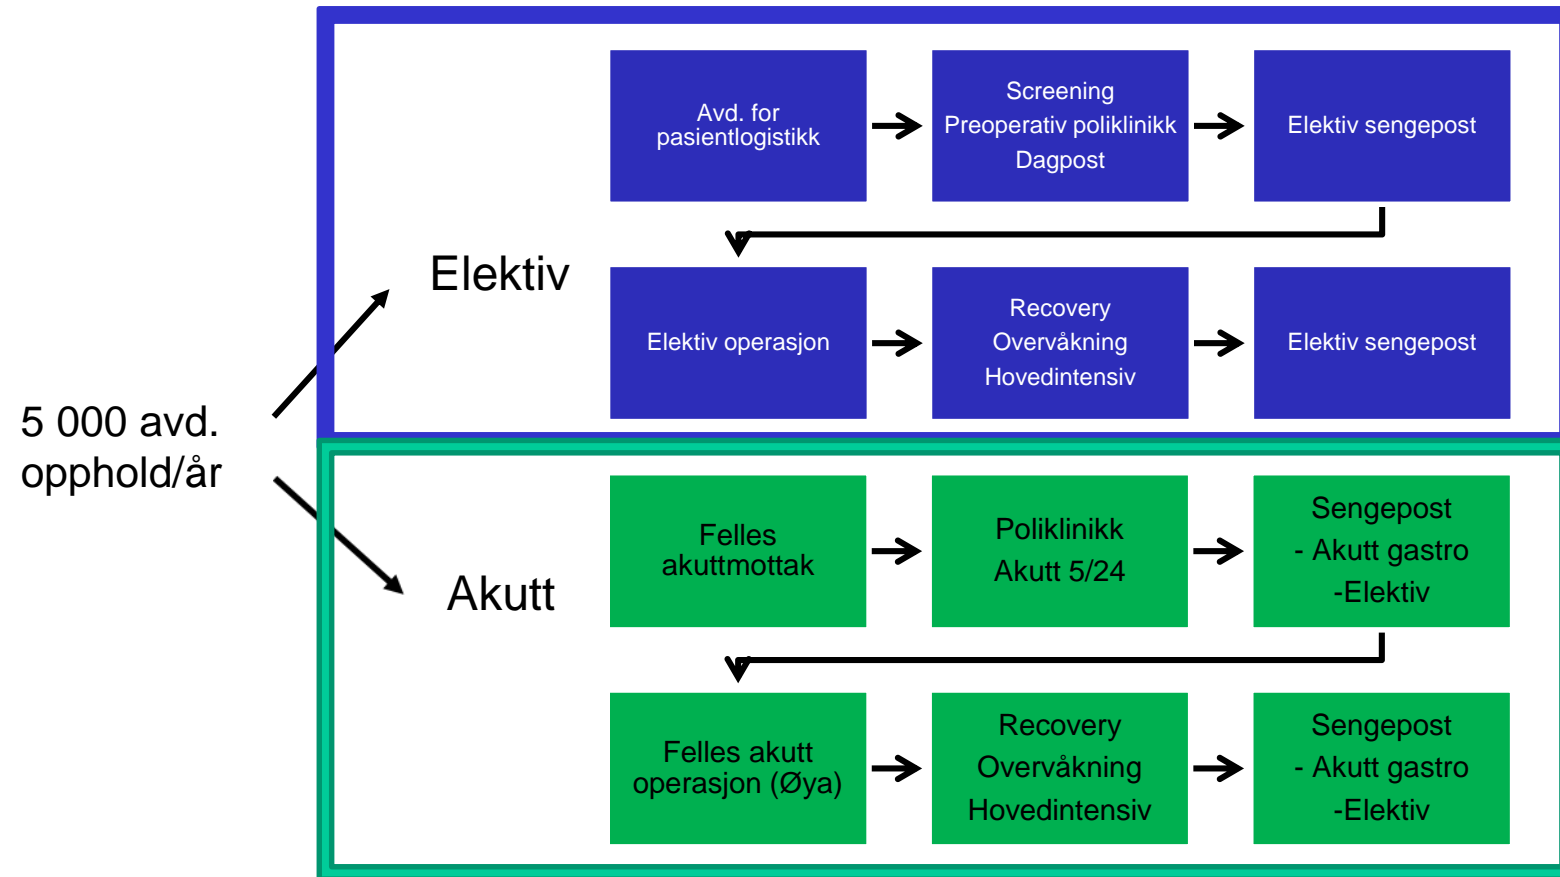 5 000 avd.
opphold/år
Elektiv
Avd. for
pasientlogistikk
Screening
Preoperativ poliklinikk
Dagpost
Elektiv sengepost
Elektiv operasjon
Recovery
Overvåkning
Hovedintensiv
Elektiv sengepost
Akutt
Felles
akuttmottak
Poliklinikk
Akutt 5/24
Sengepost
- Akutt gastro
-Elektiv
Felles akutt
operasjon (Øya)
Recovery
Overvåkning
Hovedintensiv
Sengepost
- Akutt gastro
-Elektiv